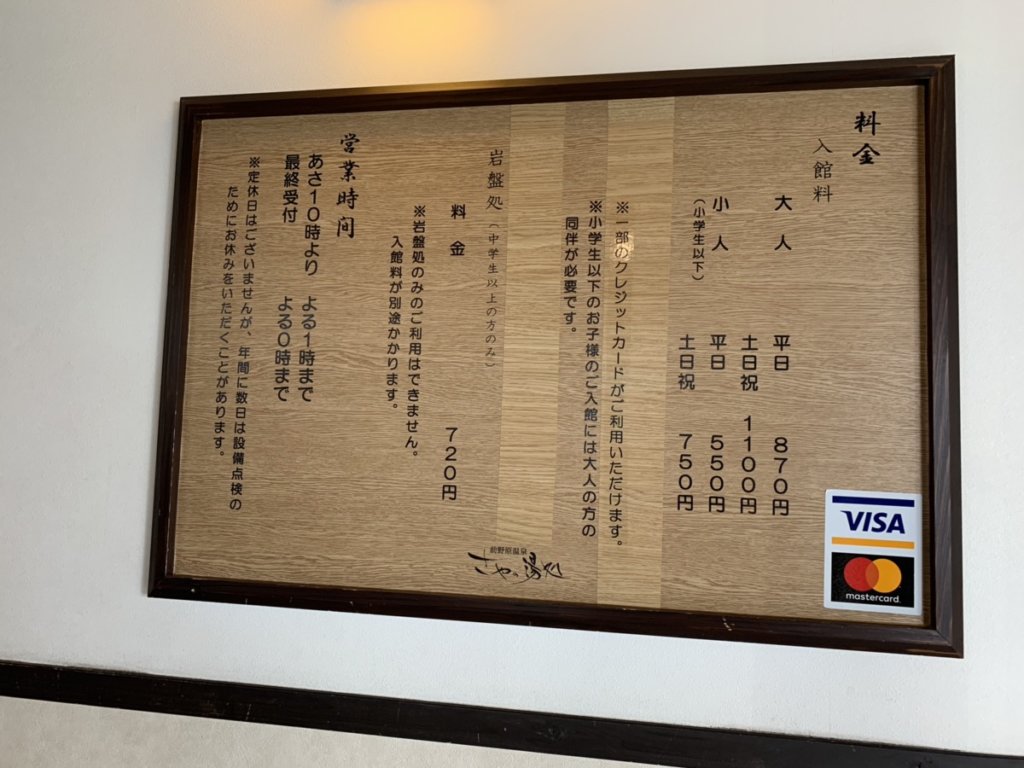 料金
入館料
大人 平日 870円
土日祝 1100円
小人 平日 550円
(小学生以下) 土日祝 750円
※一部のクレジットカードがご利用いただけます。
※小学生以下のお子様のご入館には大人の方の
同伴が必要です。
岩盤処(中学生以上の方のみ)
料金 720円
※岩盤処のみのご利用はできません。
入館料が別途かかります。
営業時間
あさ10時より よる1時まで
最終受付 よる0時まで
※定休日はございませんが、年間に数日は設備点検の
ためにお休みをいただくことがあります。
前野原温泉
さやの湯処
VISA
mastercard